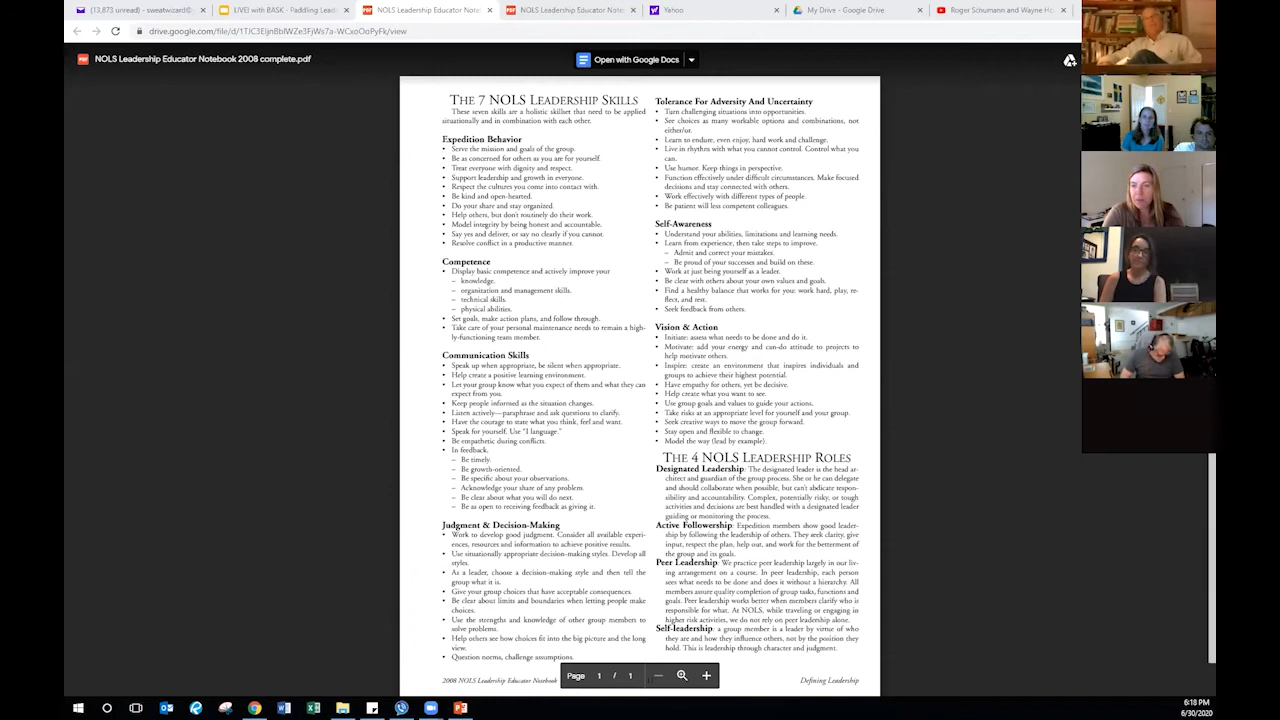 (13,873 unread) - sweatwizard@
LIVE! with BASK - Paddling Lead
NOLS Leadership Educator Note
NOLS Leadership Educator Note
Yahoo
My Drive - Google Drive
Roger Schumann and Wayne Ho
NOLS Leadership Educator Notebook 2008 complete.pdf
Open with Google Docs
THE 7 NOLS LEADERSHIP SKILLS
These seven skills are a holistic skillset that need to be applied
situationally and in combination with each other.
Expedition Behavior
• Serve the mission and goals of the group.
• Be as concerned for others as you are for yourself.
• Treat everyone with dignity and respect.
• Support leadership and growth in everyone.
• Respect the cultures you come into contact with.
• Be kind and open-hearted.
• Do your share and stay organized.
• Help others, but don't routinely do their work.
• Model integrity by being honest and accountable.
• Say yes and deliver, or say no clearly if you cannot.
• Resolve conflict in a productive manner.
Competence
• Display basic competence and actively improve your
– knowledge.
– organization and management skills.
– technical skills.
– physical abilities.
• Set goals, make action plans, and follow through.
• Take care of your personal maintenance needs to remain a high-
ly-functioning team member.
Communication Skills
• Speak up when appropriate, be silent when appropriate.
• Help create a positive learning environment.
• Let your group know what you expect of them and what they can
expect from you.
• Keep people informed as the situation changes.
• Listen actively—paraphrase and ask questions to clarify.
• Have the courage to state what you think, feel and want.
• Speak for yourself. Use "I language."
• Be empathetic during conflicts.
• In feedback,
– Be timely.
– Be growth-oriented.
– Be specific about your observations.
– Acknowledge your share of any problem.
– Be clear about what you will do next.
– Be as open to receiving feedback as giving it.
Judgment & Decision-Making
• Work to develop good judgment. Consider all available experi-
ences, resources and information to achieve positive results.
• Use situationally appropriate decision-making styles. Develop all
styles.
• As a leader, choose a decision-making style and then tell the
group what it is.
• Give your group choices that have acceptable consequences.
• Be clear about limits and boundaries when letting people make
choices.
• Use the strengths and knowledge of other group members to
solve problems.
• Help others see how choices fit into the big picture and the long
view.
• Question norms, challenge assumptions.
2008 NOLS Leadership Educator Notebook
Tolerance For Adversity And Uncertainty
• Turn challenging situations into opportunities.
• See choices as many workable options and combinations, not
either/or.
• Learn to endure, even enjoy, hard work and challenge.
• Live in rhythm with what you cannot control. Control what you
can.
• Use humor. Keep things in perspective.
• Function effectively under difficult circumstances. Make focused
decisions and stay connected with others.
• Work effectively with different types of people.
• Be patient will less competent colleagues.
Self-Awareness
• Understand your abilities, limitations and learning needs.
• Learn from experience, then take steps to improve.
– Admit and correct your mistakes.
– Be proud of your successes and build on these.
• Work at just being yourself as a leader.
• Be clear with others about your own values and goals.
• Find a healthy balance that works for you: work hard, play, re-
flect, and rest.
• Seek feedback from others.
Vision & Action
• Initiate: assess what needs to be done and do it.
• Motivate: add your energy and can-do attitude to projects to
help motivate others.
• Inspire: create an environment that inspires individuals and
groups to achieve their highest potential.
• Have empathy for others, yet be decisive.
• Help create what you want to see.
• Use group goals and values to guide your actions.
• Take risks at an appropriate level for yourself and your group.
• Seek creative ways to move the group forward.
• Stay open and flexible to change.
• Model the way (lead by example).
THE 4 NOLS LEADERSHIP ROLES
Designated Leadership: The designated leader is the head ar-
chitect and guardian of the group process. She or he can delegate
and should collaborate when possible, but can't abdicate respon-
sibility and accountability. Complex, potentially risky, or tough
activities and decisions are best handled with a designated leader
guiding or monitoring the process.
Active Followership: Expedition members show good leader-
ship by following the leadership of others. They seek clarity, give
input, respect the plan, help out, and work for the betterment of
the group and its goals.
Peer Leadership: We practice peer leadership largely in our liv-
ing arrangement on a course. In peer leadership, each person
sees what needs to be done and does it without a hierarchy. All
members assure quality completion of group tasks, functions and
goals. Peer leadership works better when members clarify who is
responsible for what. At NOLS, while traveling or engaging in
higher risk activities, we do not rely on peer leadership alone.
Self-leadership: a group member is a leader by virtue of who
they are and how they influence others, not by the position they
hold. This is leadership through character and judgment.
Defining Leadership
Page 1 / 1
6:18 PM
6/30/2020